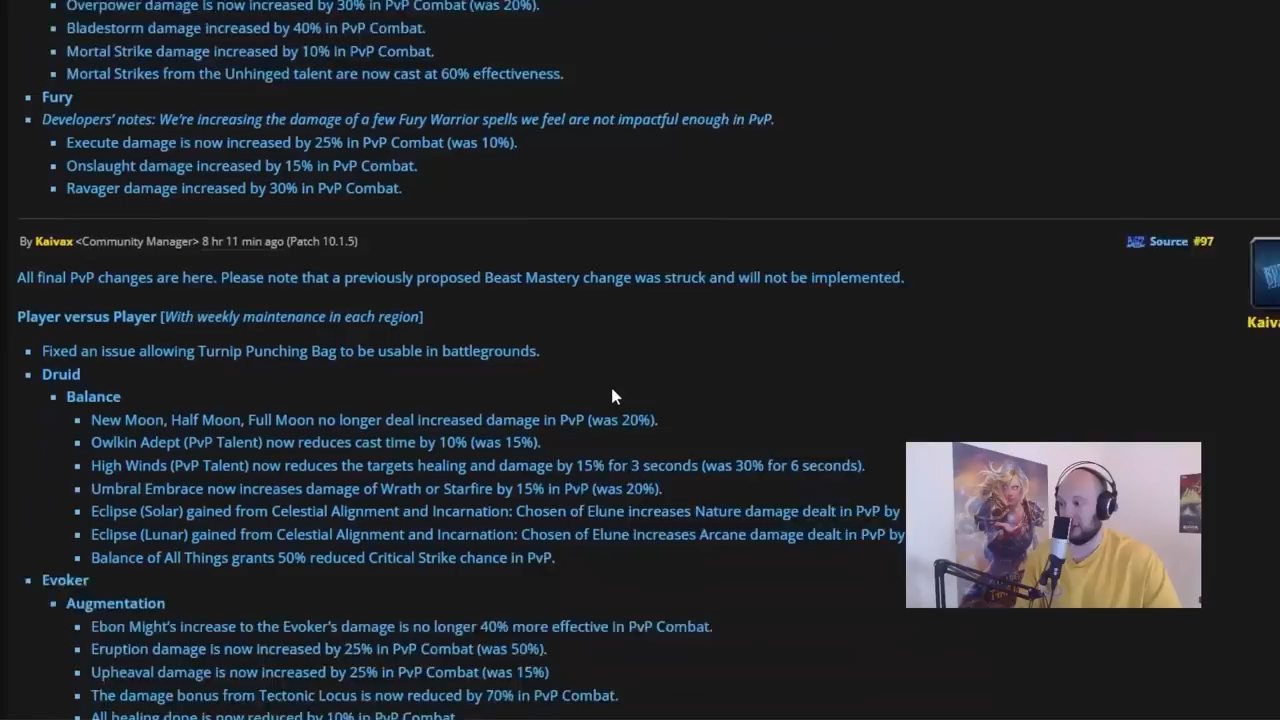 Overpower damage is now increased by 30% in PvP Combat (was 20%).
Bladestorm damage increased by 40% in PvP Combat.
Mortal Strike damage increased by 10% in PvP Combat.
Mortal Strikes from the Unhinged talent are now cast at 60% effectiveness.
Fury
Developers' notes: We're increasing the damage of a few Fury Warrior spells we feel are not impactful enough in PvP.
Execute damage is now increased by 25% in PvP Combat (was 10%).
Onslaught damage increased by 15% in PvP Combat.
Ravager damage increased by 30% in PvP Combat.
By Kaivax <Community Manager> 8 hr 11 min ago (Patch 10.1.5)
Source #97
All final PvP changes are here. Please note that a previously proposed Beast Mastery change was struck and will not be implemented.
Kaiva
Player versus Player [With weekly maintenance in each region]
Fixed an issue allowing Turnip Punching Bag to be usable in battlegrounds.
Druid
Balance
New Moon, Half Moon, Full Moon no longer deal increased damage in PvP (was 20%).
Owlkin Adept (PvP Talent) now reduces cast time by 10% (was 15%).
High Winds (PvP Talent) now reduces the targets healing and damage by 15% for 3 seconds (was 30% for 6 seconds).
Umbral Embrace now increases damage of Wrath or Starfire by 15% in PvP (was 20%).
Eclipse (Solar) gained from Celestial Alignment and Incarnation: Chosen of Elune increases Nature damage dealt in PvP by
Eclipse (Lunar) gained from Celestial Alignment and Incarnation: Chosen of Elune increases Arcane damage dealt in PvP by
Balance of All Things grants 50% reduced Critical Strike chance in PvP.
Evoker
Augmentation
Ebon Might's increase to the Evoker's damage is no longer 40% more effective in PvP Combat.
Eruption damage is now increased by 25% in PvP Combat (was 50%).
Upheaval damage is now increased by 25% in PvP Combat (was 15%)
The damage bonus from Tectonic Locus is now reduced by 70% in PvP Combat.
All healing done is now reduced by 10% in PvP Combat.